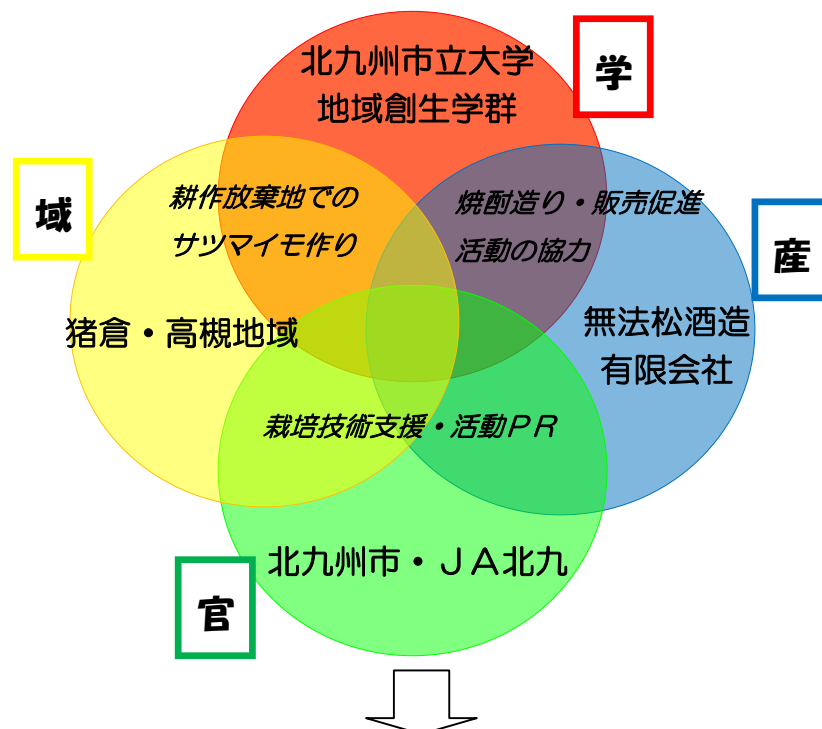 北九州市立大学
地域創生学群
学
域
耕作放棄地での
サツマイモ作り
焼酎造り・販売促進
活動の協力
産
猪倉・高槻地域
無法松酒造
有限会社
栽培技術支援・活動ＰＲ
北九州市・ＪＡ北九
官